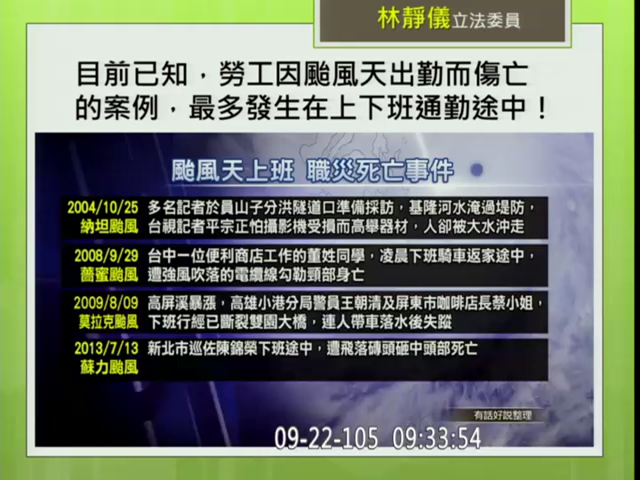 林靜儀立法委員
目前已知，勞工因颱風天出勤而傷亡
的案例，最多發生在上下班通勤途中！
颱風天上班 職災死亡事件
2004/10/25 多名記者於員山子分洪隧道口準備採訪，基隆河水淹過堤防，
納坦颱風 台視記者平宗正怕攝影機受損而高舉器材，人卻被大水沖走
2008/9/29 台中一位便利商店工作的董姓同學，凌晨下班騎車返家途中，
薔蜜颱風 遭強風吹落的電纜線勾勒頸部身亡
2009/8/09 高屏溪暴漲，高雄小港分局警員王朝清及屏東市咖啡店長蔡小姐，
莫拉克颱風 下班行經已斷裂雙園大橋，連人帶車落水後失蹤
2013/7/13 新北市巡佐陳錦榮下班途中，遭飛落磚頭砸中頭部死亡
蘇力颱風
有話好說整理
09-22-105 09:33:54